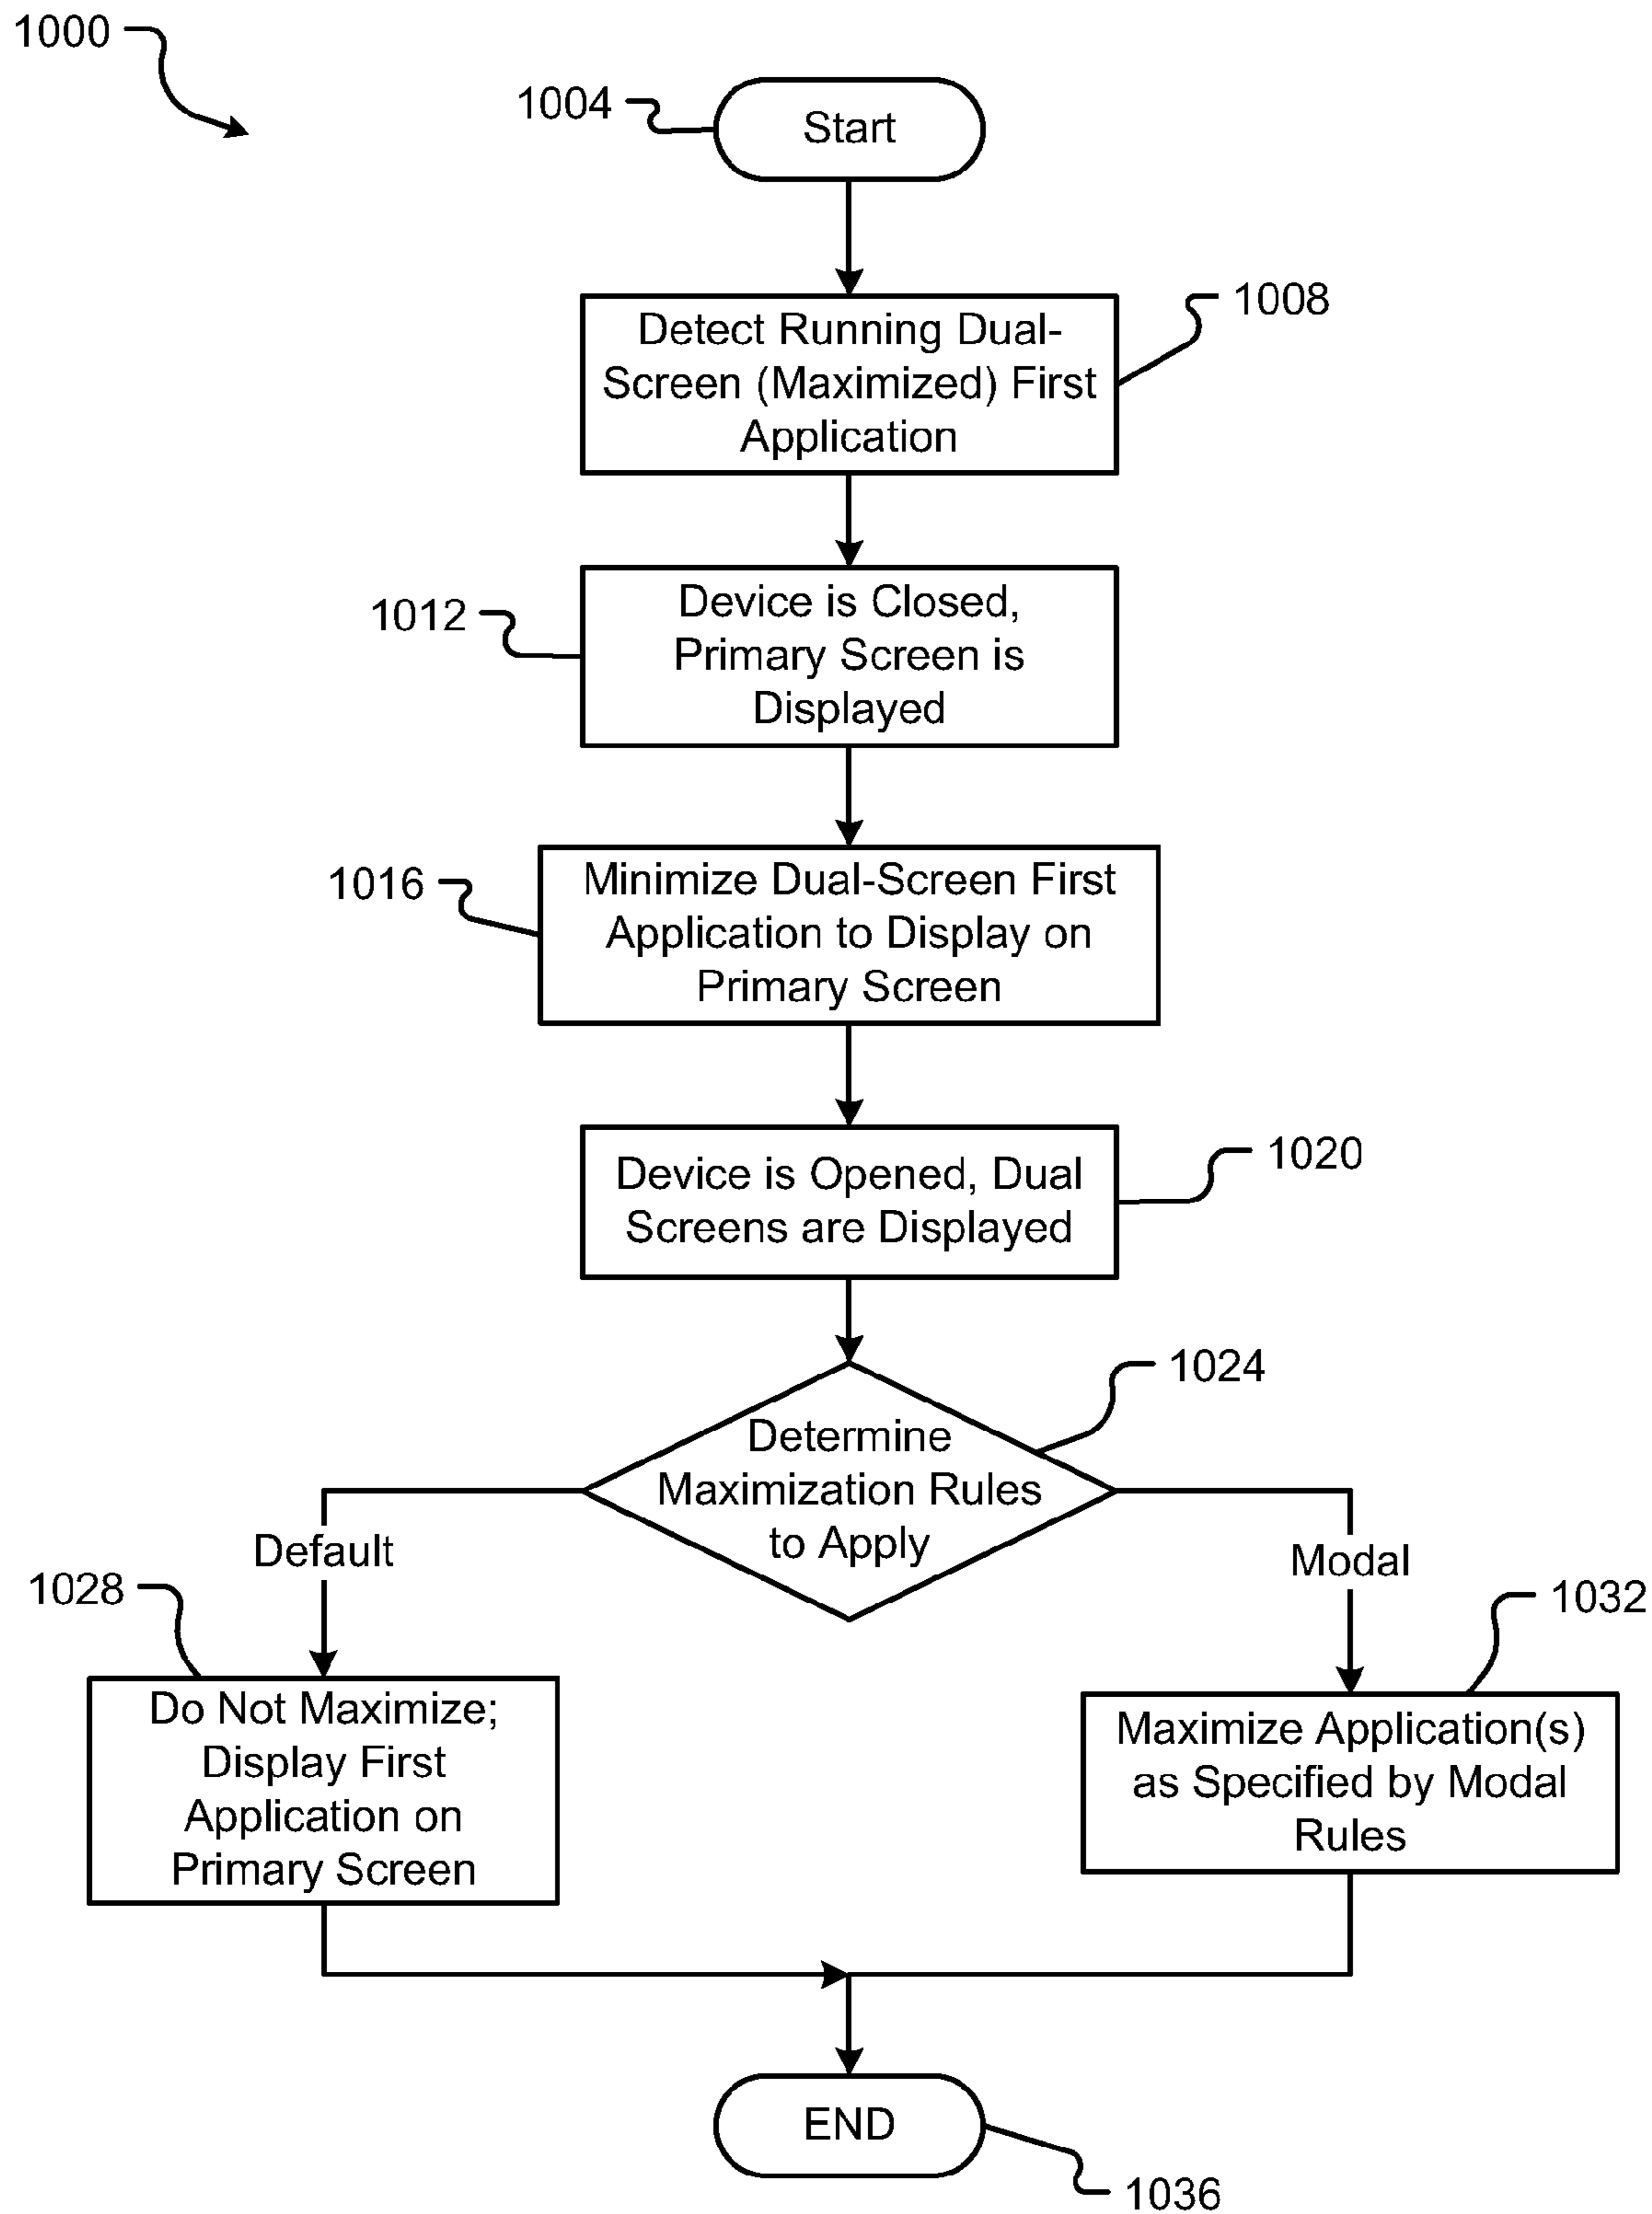 1000
1004
Start
1008
Detect Running Dual-
Screen (Maximized) First
Application
1012
Device is Closed,
Primary Screen is
Displayed
1016
Minimize Dual-Screen First
Application to Display on
Primary Screen
1020
Device is Opened, Dual
Screens are Displayed
1024
Determine
Maximization Rules
to Apply
Default
Modal
1028
Do Not Maximize;
Display First
Application on
Primary Screen
1032
Maximize Application(s)
as Specified by Modal
Rules
END
1036